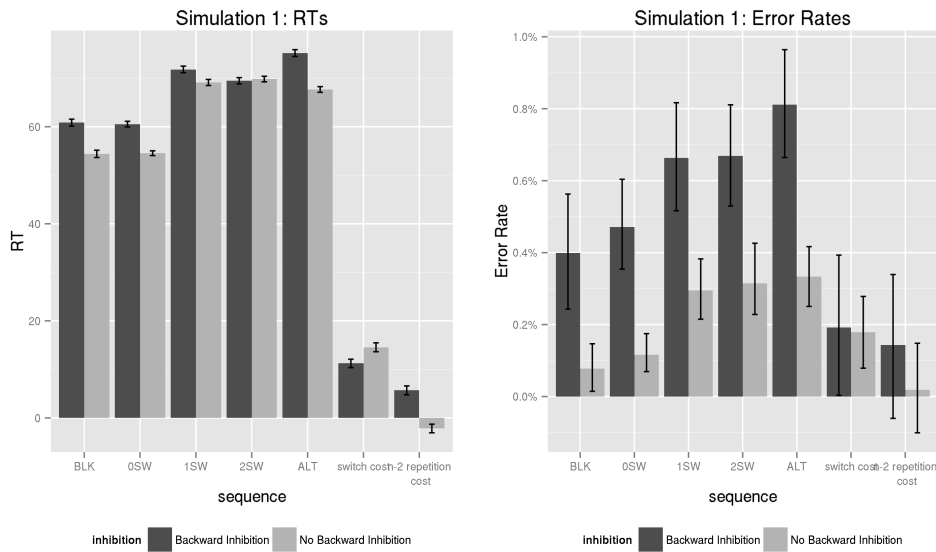 Simulation 1: RTs
RT
60
40
20
0
BLK
0SW
1SW
2SW
ALT
switch cost
n-2 repetition
cost
sequence
inhibition
Backward Inhibition
No Backward Inhibition
Simulation 1: Error Rates
Error Rate
1.0%
0.8%
0.6%
0.4%
0.2%
0.0%
BLK
0SW
1SW
2SW
ALT
switch cost
n-2 repetition
cost
sequence
inhibition
Backward Inhibition
No Backward Inhibition